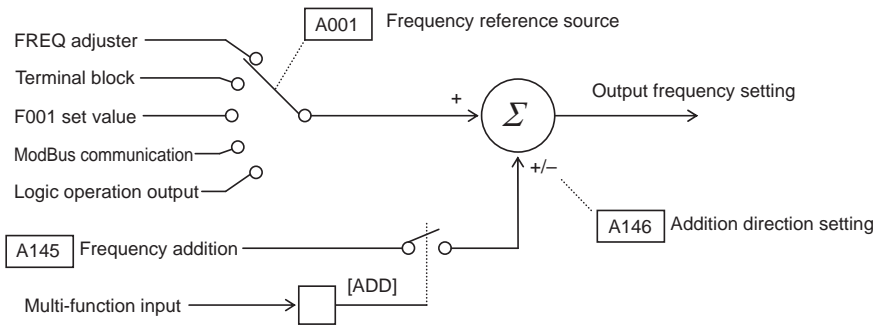 A001 Frequency reference source
FREQ adjuster
Terminal block
F001 set value
ModBus communication
Logic operation output
+
Σ
Output frequency setting
+/−
A146 Addition direction setting
A145 Frequency addition
Multi-function input
[ADD]